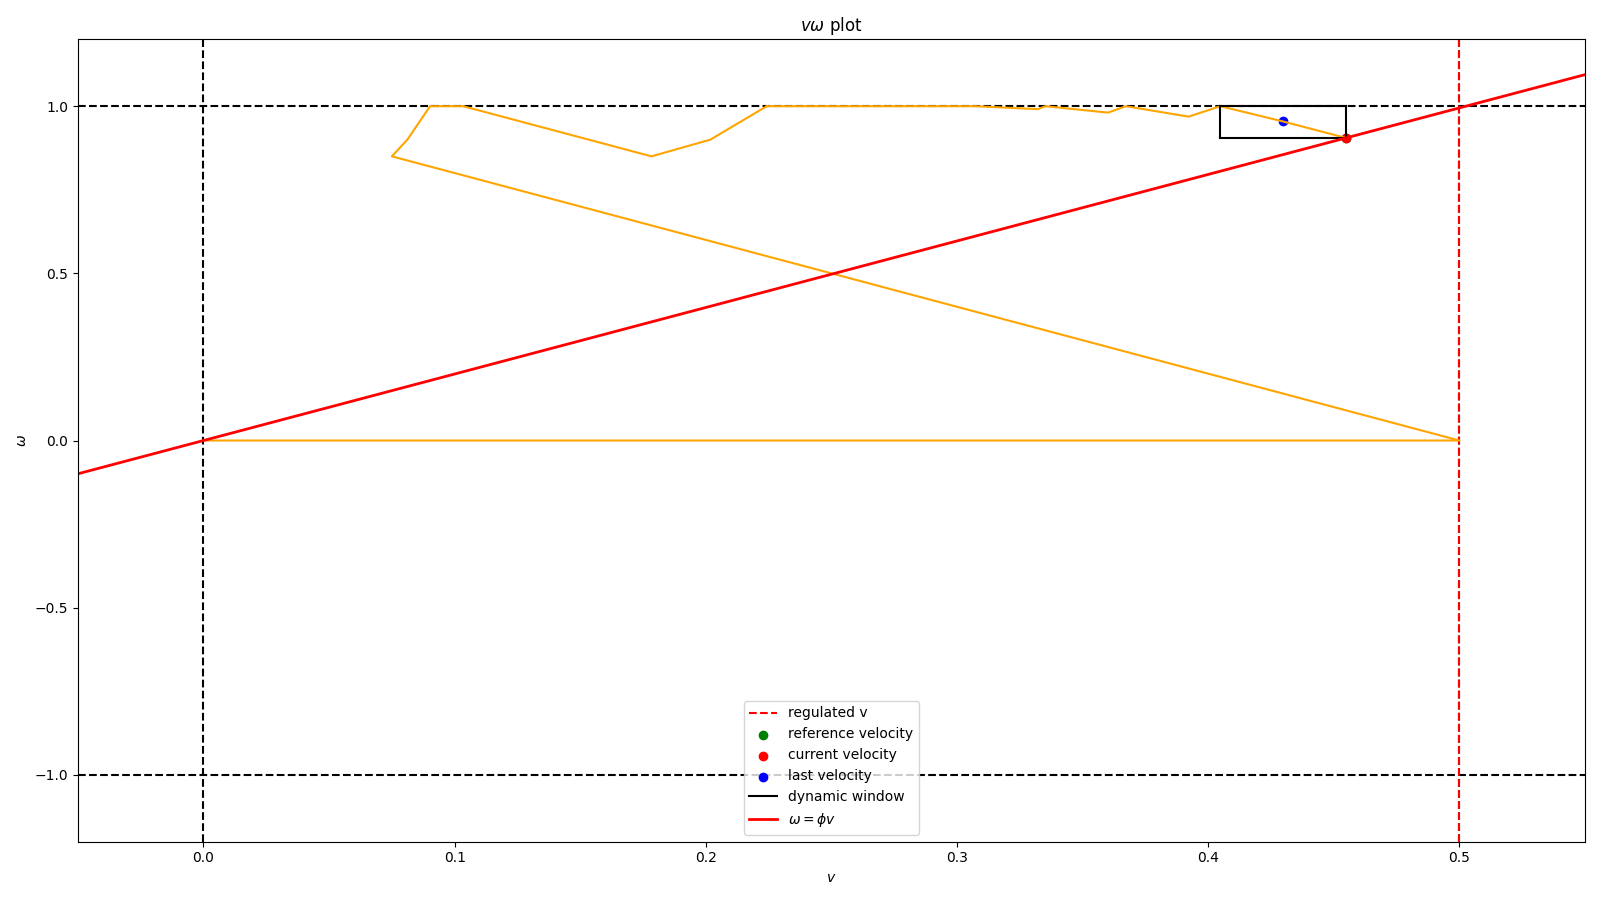 vω plot
1.0
0.5
0.0
−0.5
−1.0
ω
0.0 0.1 0.2 0.3 0.4 0.5
v
regulated v
reference velocity
current velocity
last velocity
dynamic window
ω = ϕv